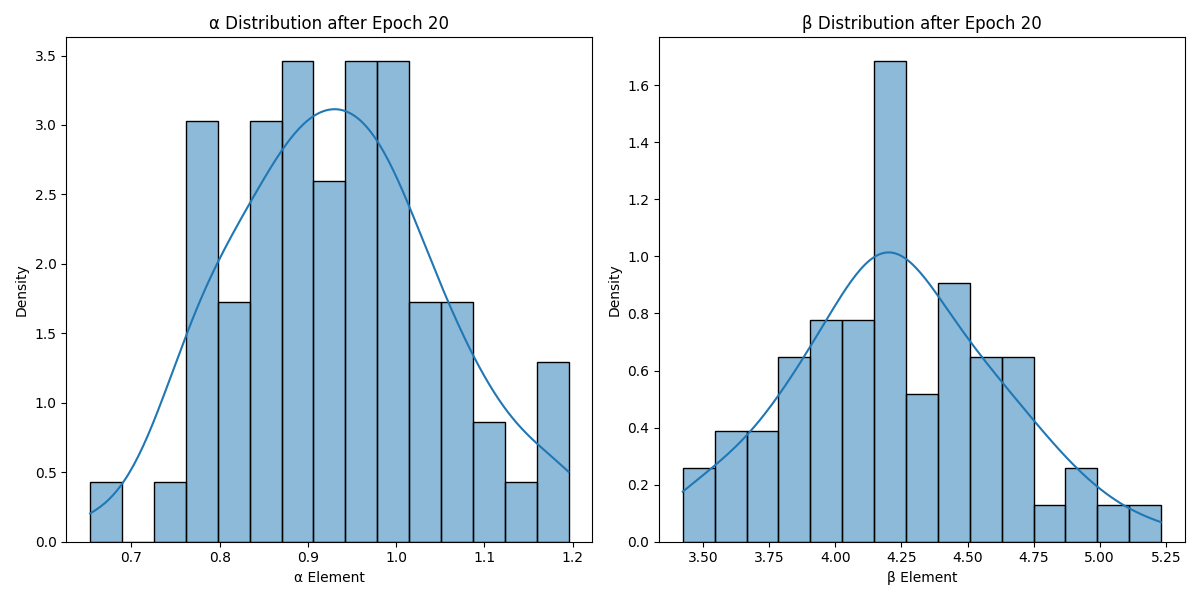 α Distribution after Epoch 20
3.5
3.0
2.5
2.0
1.5
1.0
0.5
0.0
Density
0.7 0.8 0.9 1.0 1.1 1.2
α Element
β Distribution after Epoch 20
1.6
1.4
1.2
1.0
0.8
0.6
0.4
0.2
0.0
Density
3.50 3.75 4.00 4.25 4.50 4.75 5.00 5.25
β Element